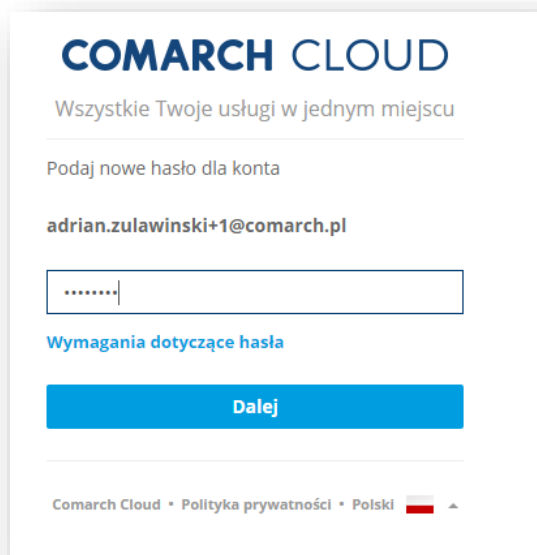 COMARCH CLOUD
Wszystkie Twoje usługi w jednym miejscu
Podaj nowe hasło dla konta
adrian.zulawinski+1@comarch.pl
••••••••
Wymagania dotyczące hasła
Dalej
Comarch Cloud • Polityka prywatności • Polski